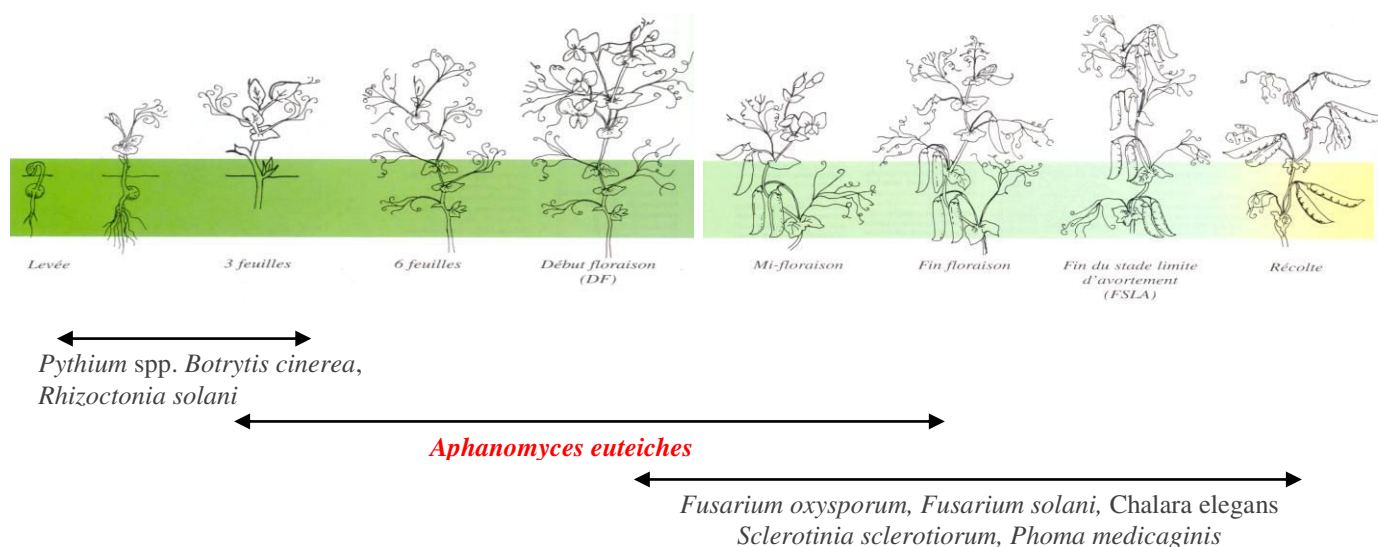 Levée
3 feuilles
6 feuilles
Début floraison
(DF)
Mi-floraison
Fin floraison
Fin du stade limite
d'avortement
(FSLA)
Récolte
Pythium spp. Botrytis cinerea,
Rhizoctonia solani
Aphanomyces euteiches
Fusarium oxysporum, Fusarium solani, Chalara elegans
Sclerotinia sclerotiorum, Phoma medicaginis